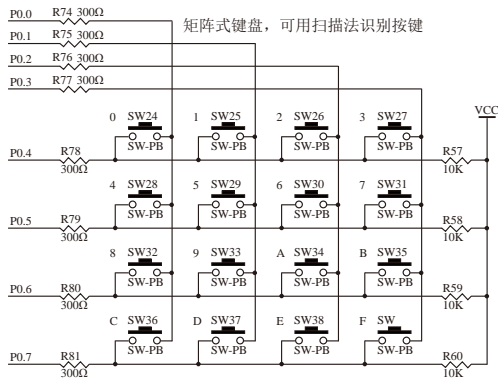 P0.0 R74 300Ω
矩阵式键盘，可用扫描法识别按键
P0.1 R75 300Ω
P0.2 R76 300Ω
P0.3 R77 300Ω
VCC
0 SW24 1 SW25 2 SW26 3 SW27
SW-PB SW-PB SW-PB SW-PB
P0.4 R78 300Ω R57 10K
4 SW28 5 SW29 6 SW30 7 SW31
SW-PB SW-PB SW-PB SW-PB
P0.5 R79 300Ω R58 10K
8 SW32 9 SW33 A SW34 B SW35
SW-PB SW-PB SW-PB SW-PB
P0.6 R80 300Ω R59 10K
C SW36 D SW37 E SW38 F SW
SW-PB SW-PB SW-PB SW-PB
P0.7 R81 300Ω R60 10K